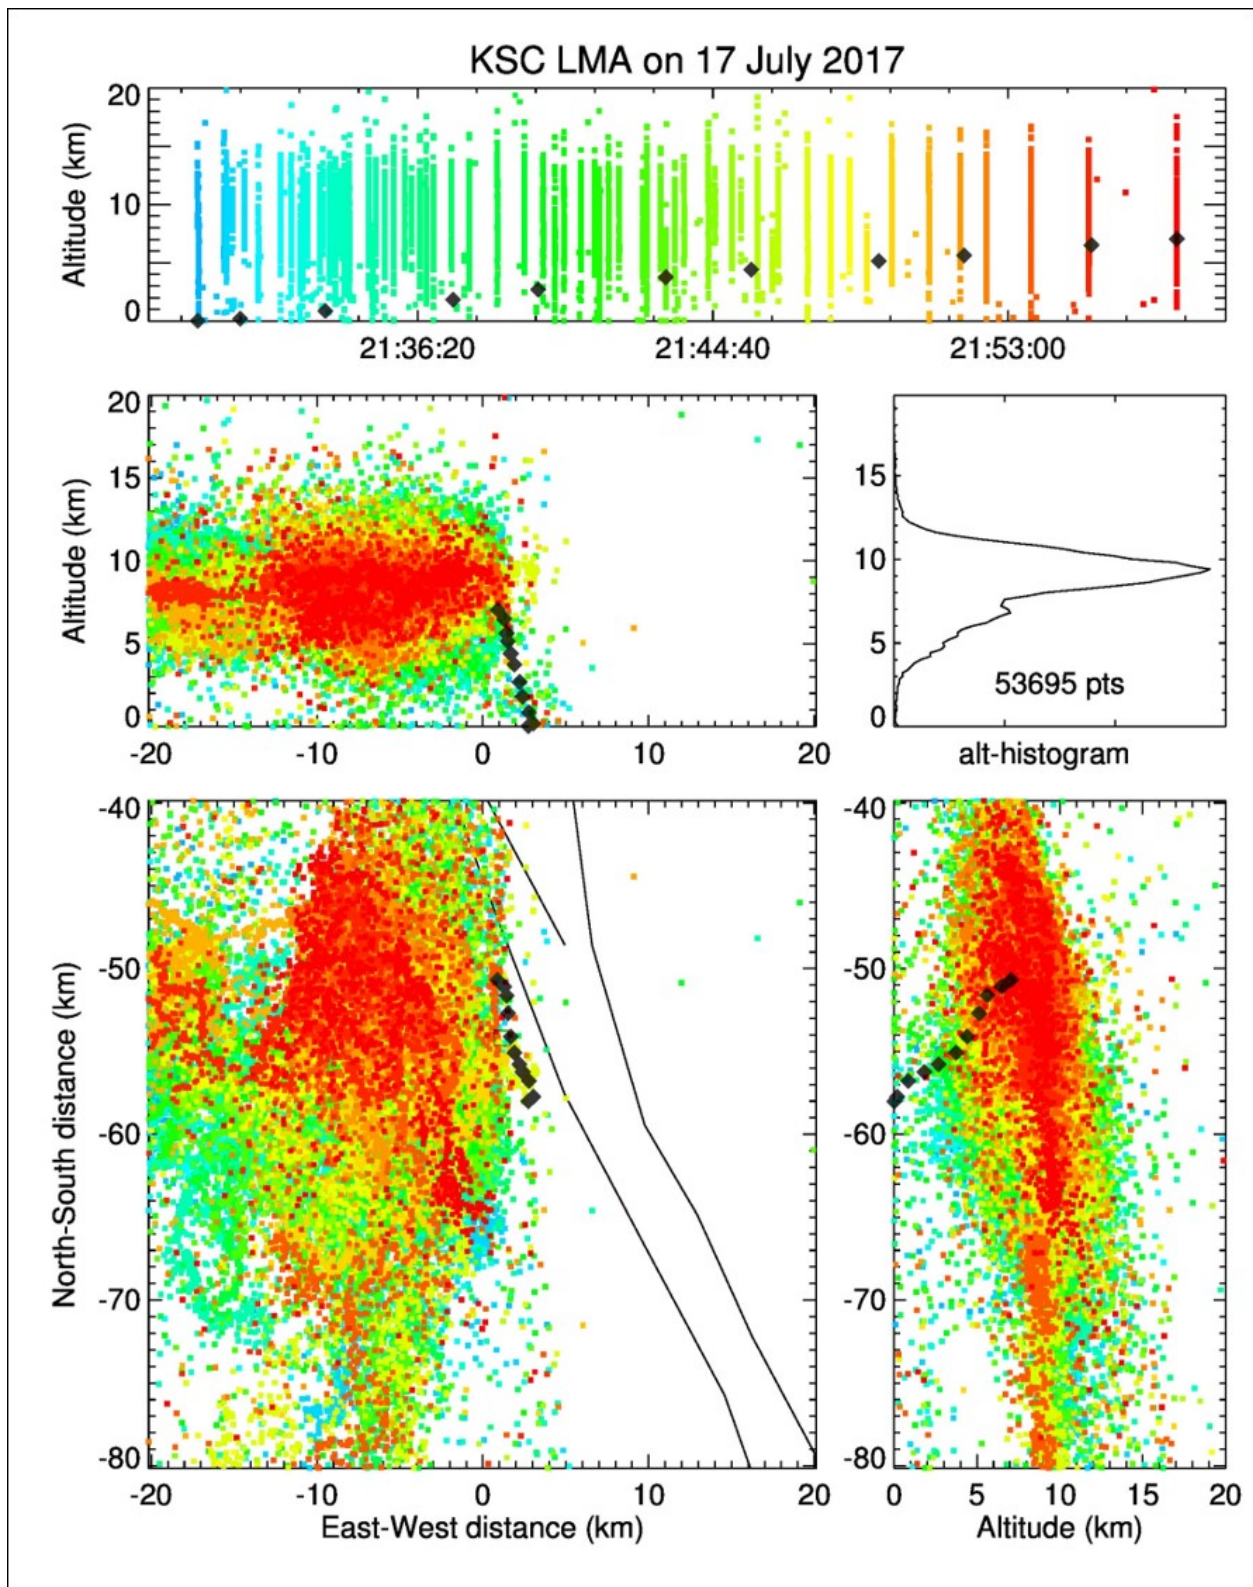 KSC LMA on 17 July 2017
20
10
0
Altitude (km)
21:36:20 21:44:40 21:53:00
20
15
10
5
0
Altitude (km)
-20 -10 0 10 20
15
10
5
0
53695 pts
alt-histogram
-40
-50
-60
-70
-80
North-South distance (km)
-20 -10 0 10 20
East-West distance (km)
-40
-50
-60
-70
-80
0 5 10 15 20
Altitude (km)